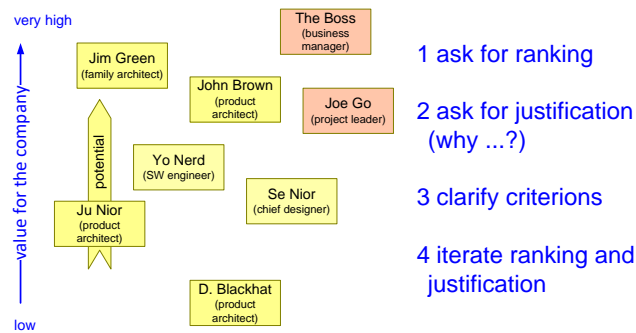 very high
value for the company
low
The Boss
(business
manager)
Jim Green
(family architect)
John Brown
(product
architect)
Joe Go
(project leader)
potential
Yo Nerd
(SW engineer)
Se Nior
(chief designer)
Ju Nior
(product
architect)
D. Blackhat
(product
architect)
1 ask for ranking
2 ask for justification
(why ...?)
3 clarify criterions
4 iterate ranking and
justification